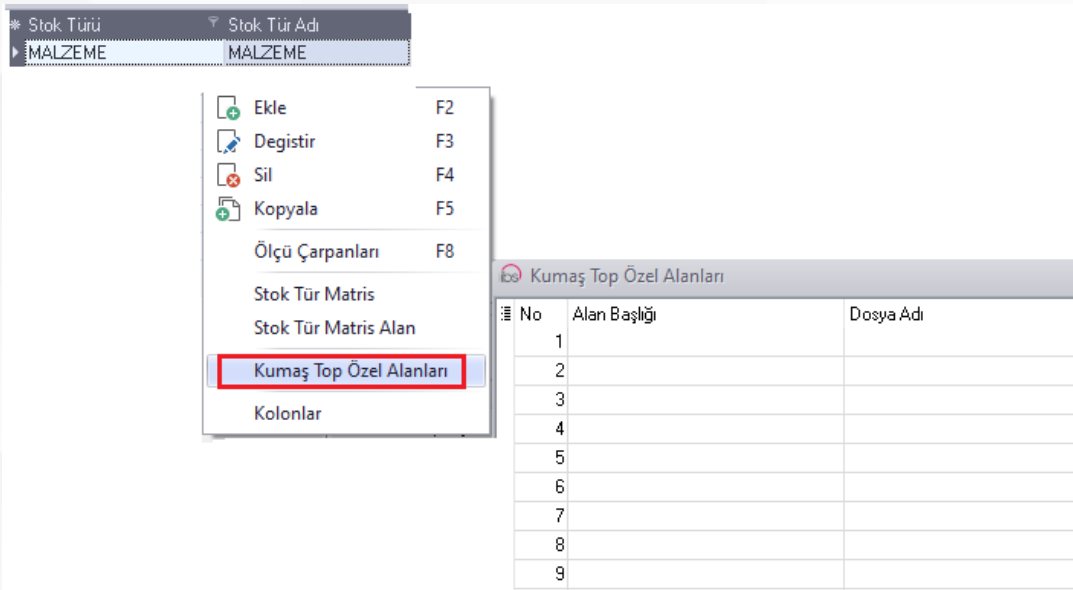 Stok Türü Stok Tür Adı
MALZEME MALZEME
Ekle F2
Degistir F3
Sil F4
Kopyala F5
Ölçü Çarpanları F8
Stok Tür Matris
Stok Tür Matris Alan
Kumaş Top Özel Alanları
Kolonlar
ibs Kumaş Top Özel Alanları
No Alan Başlığı Dosya Adı
1
2
3
4
5
6
7
8
9